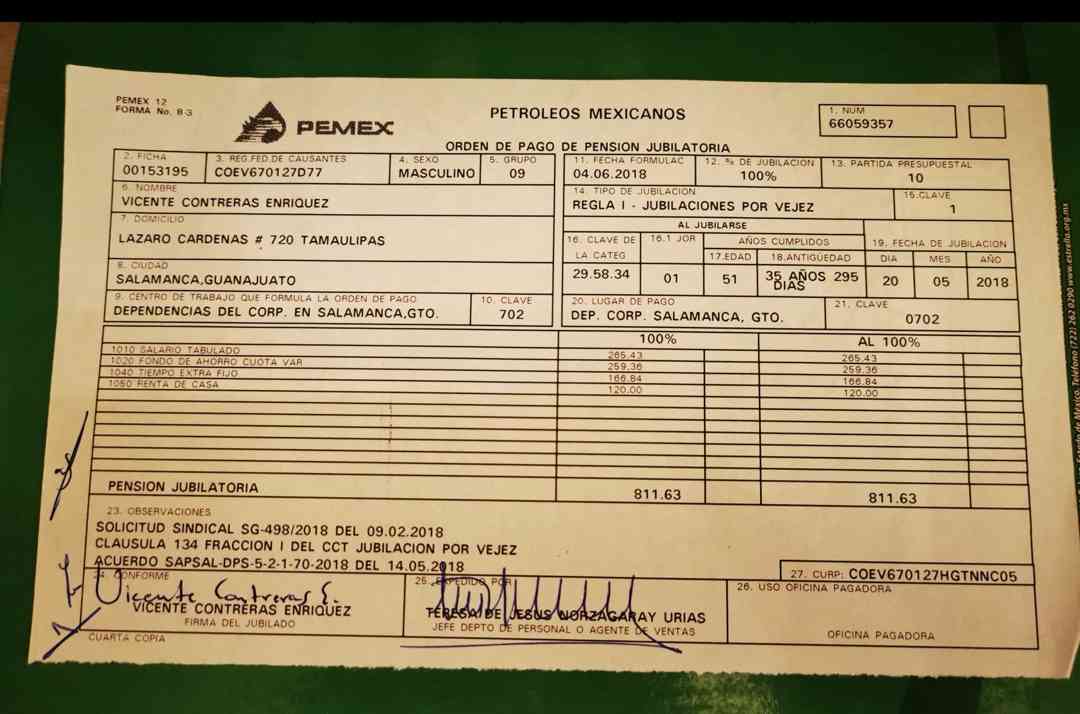 PEMEX 12
FORMA No. B-3
PEMEX
PETROLEOS MEXICANOS
1. NUM
66059357
ORDEN DE PAGO DE PENSION JUBILATORIA
2. FICHA
00153195
3. REG.FED.DE CAUSANTES
COEV670127D77
4. SEXO
MASCULINO
5. GRUPO
09
11. FECHA FORMULAC
04.06.2018
12. % DE JUBILACION
100%
13. PARTIDA PRESUPUESTAL
10
6. NOMBRE
VICENTE CONTRERAS ENRIQUEZ
14. TIPO DE JUBILACION
REGLA I - JUBILACIONES POR VEJEZ
15.CLAVE
1
7. DOMICILIO
LAZARO CARDENAS # 720 TAMAULIPAS
AL JUBILARSE
16. CLAVE DE
LA CATEG
29.58.34
16.1 JOR
01
AÑOS CUMPLIDOS
17.EDAD
51
18.ANTIGÜEDAD
35 AÑOS 295
DIAS
19. FECHA DE JUBILACION
DIA MES AÑO
20 05 2018
8. CIUDAD
SALAMANCA,GUANAJUATO
9. CENTRO DE TRABAJO QUE FORMULA LA ORDEN DE PAGO
DEPENDENCIAS DEL CORP. EN SALAMANCA,GTO.
10. CLAVE
702
20. LUGAR DE PAGO
DEP. CORP. SALAMANCA, GTO.
21. CLAVE
0702
100% AL 100%
1010 SALARIO TABULADO 265.43 265.43
1020 FONDO DE AHORRO CUOTA VAR 259.36 259.36
1040 TIEMPO EXTRA FIJO 166.84 166.84
1050 RENTA DE CASA 120.00 120.00
PENSION JUBILATORIA 811.63 811.63
23. OBSERVACIONES
SOLICITUD SINDICAL SG-498/2018 DEL 09.02.2018
CLAUSULA 134 FRACCION I DEL CCT JUBILACION POR VEJEZ
ACUERDO SAPSAL-DPS-5-2-1-70-2018 DEL 14.05.2018
27. CURP: COEV670127HGTNNC05
24. CONFORME
Vicente Contreras E.
VICENTE CONTRERAS ENRIQUEZ
FIRMA DEL JUBILADO
25. EXPEDIDO POR
TERESA DE JESUS NORZAGARAY URIAS
JEFE DEPTO DE PERSONAL O AGENTE DE VENTAS
26. USO OFICINA PAGADORA
OFICINA PAGADORA
CUARTA COPIA
Estado de México, Teléfono (722) 262 0290 www.estrella.org.mx